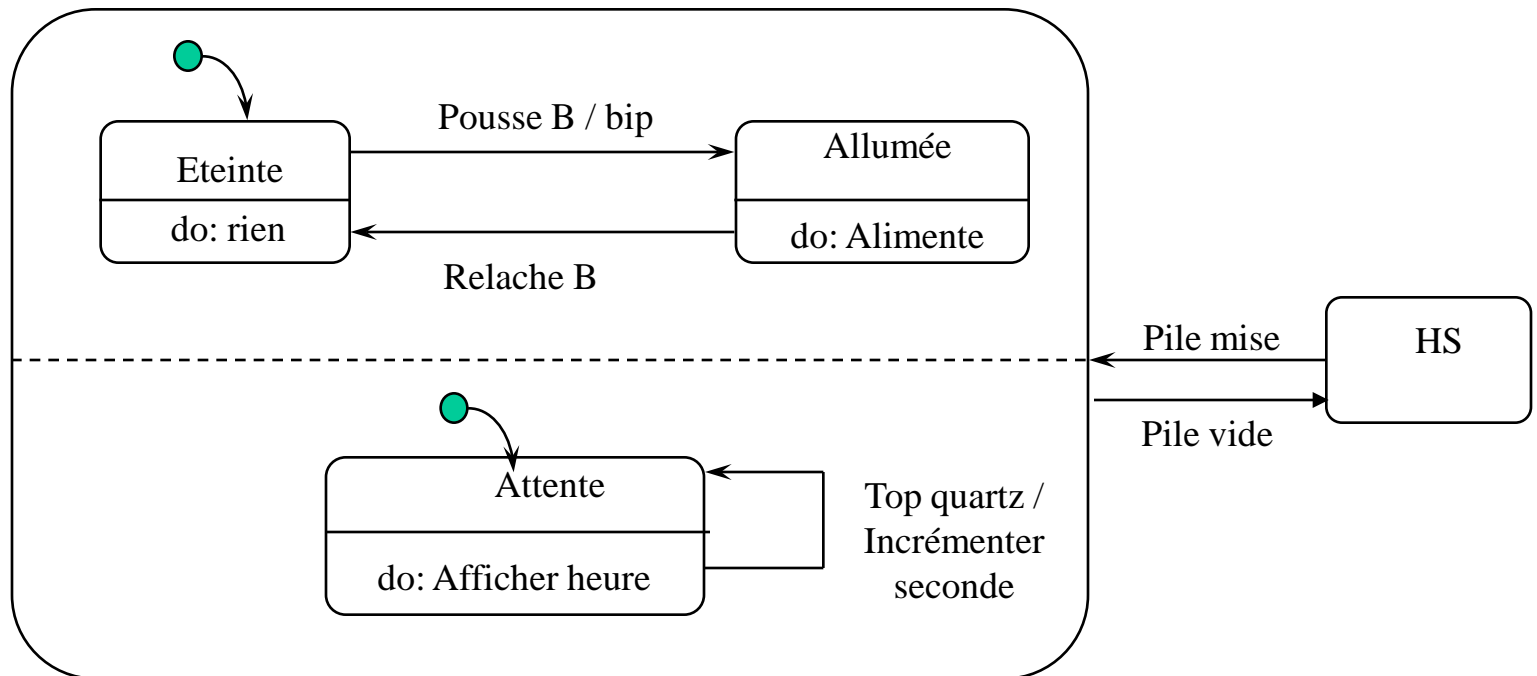 Pousse B / bip
Eteinte
do: rien
Allumée
do: Alimente
Relache B
Pile mise
HS
Pile vide
Attente
do: Afficher heure
Top quartz /
Incrémenter
seconde